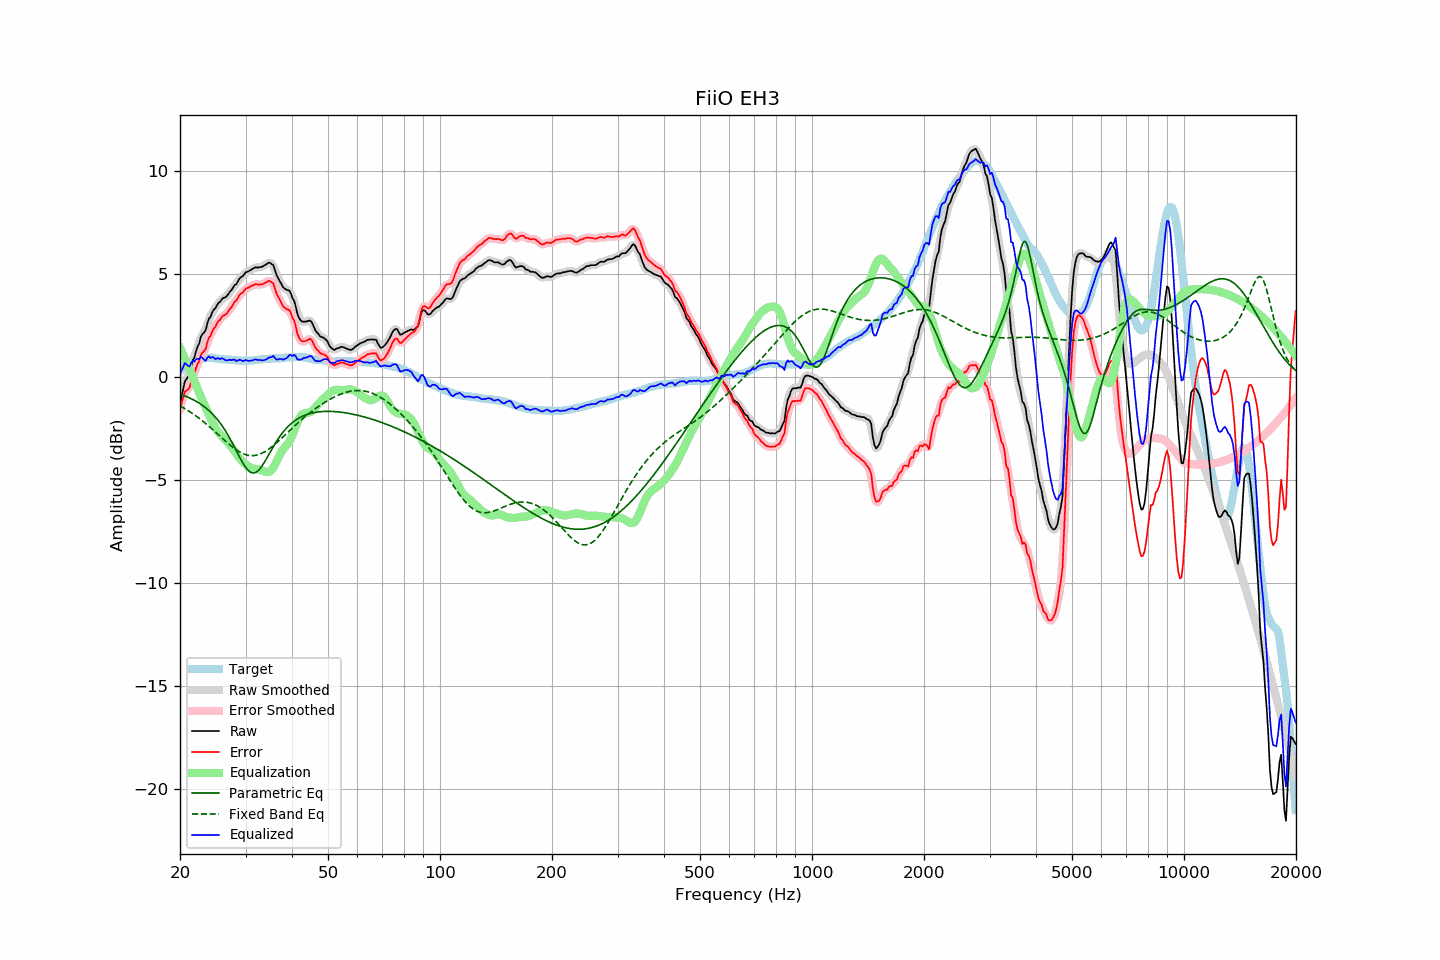 FiiO EH3
Amplitude (dBr)
10
5
0
−5
−10
−15
−20
Target
Raw Smoothed
Error Smoothed
Raw
Error
Equalization
Parametric Eq
Fixed Band Eq
Equalized
20 50 100 200 500 1000 2000 5000 10000 20000
Frequency (Hz)